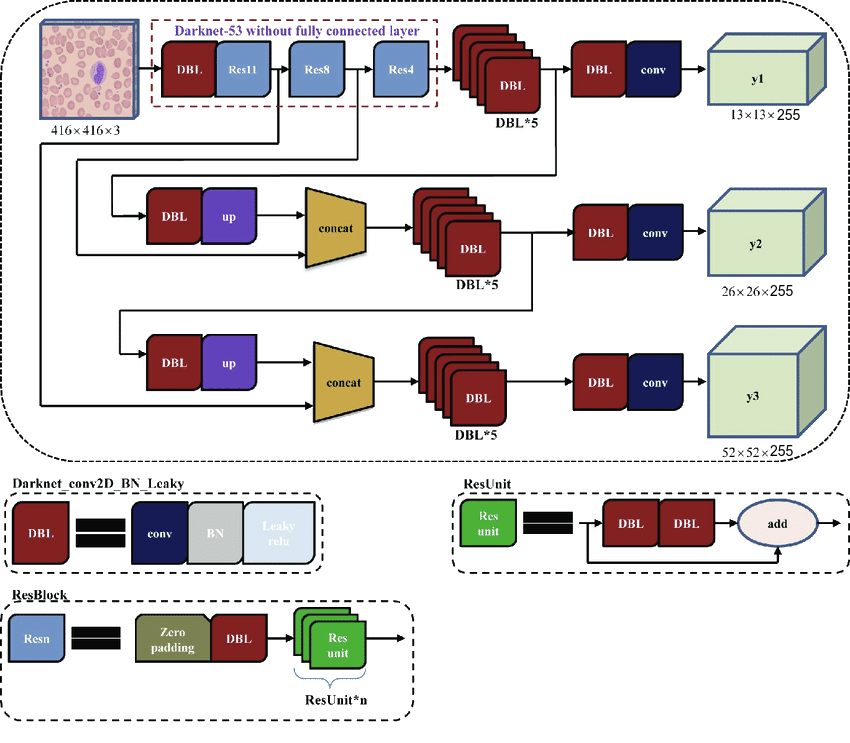 Darknet-53 without fully connected layer
DBL Res11 Res8 Res4 DBL DBL conv y1
416×416×3 DBL*5 13×13×255
DBL up concat DBL DBL conv y2
DBL*5 26×26×255
DBL up concat DBL DBL conv y3
DBL*5 52×52×255
Darknet_conv2D_BN_Leaky
DBL conv BN Leaky
relu
ResUnit
Res
unit DBL DBL add
ResBlock
Resn Zero
padding DBL Res
unit
ResUnit*n